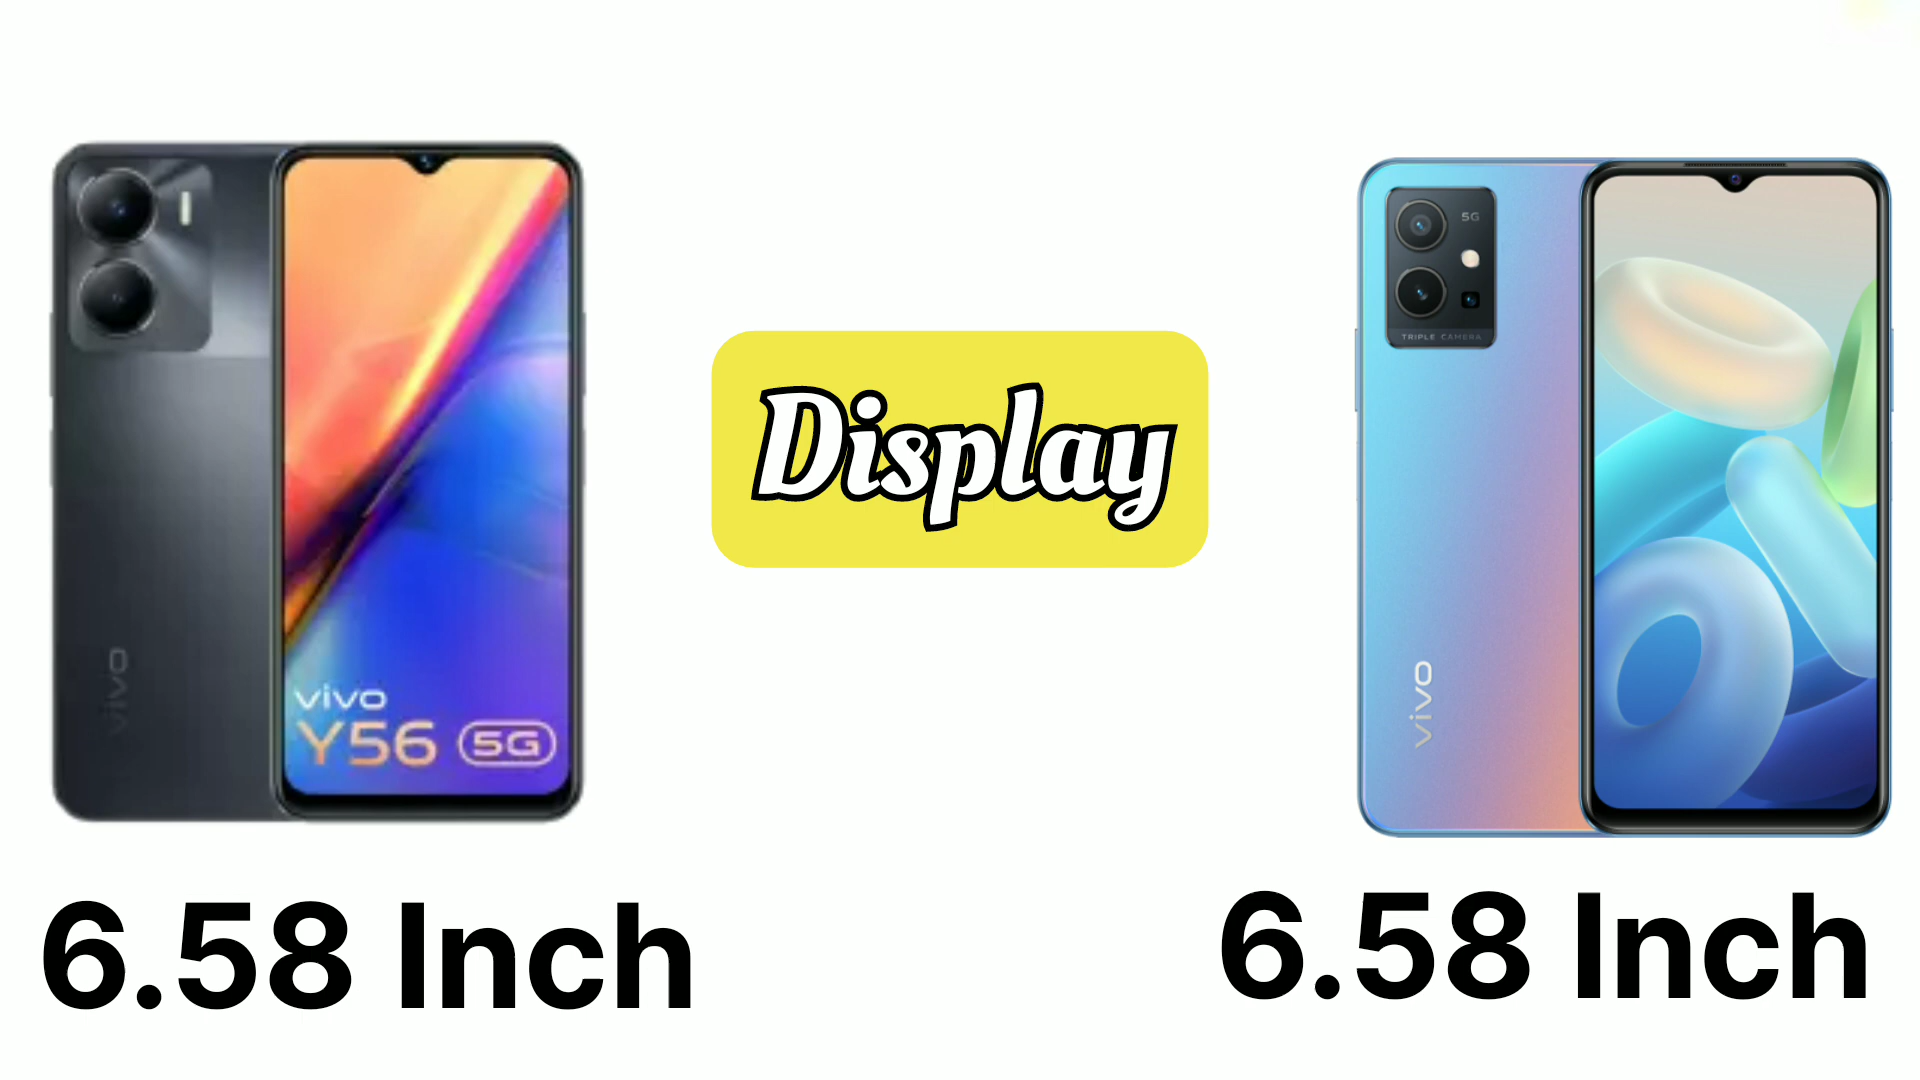 vivo
vivo
Y56 5G
6.58 Inch
Display
5G
TRIPLE CAMERA
vivo
6.58 Inch